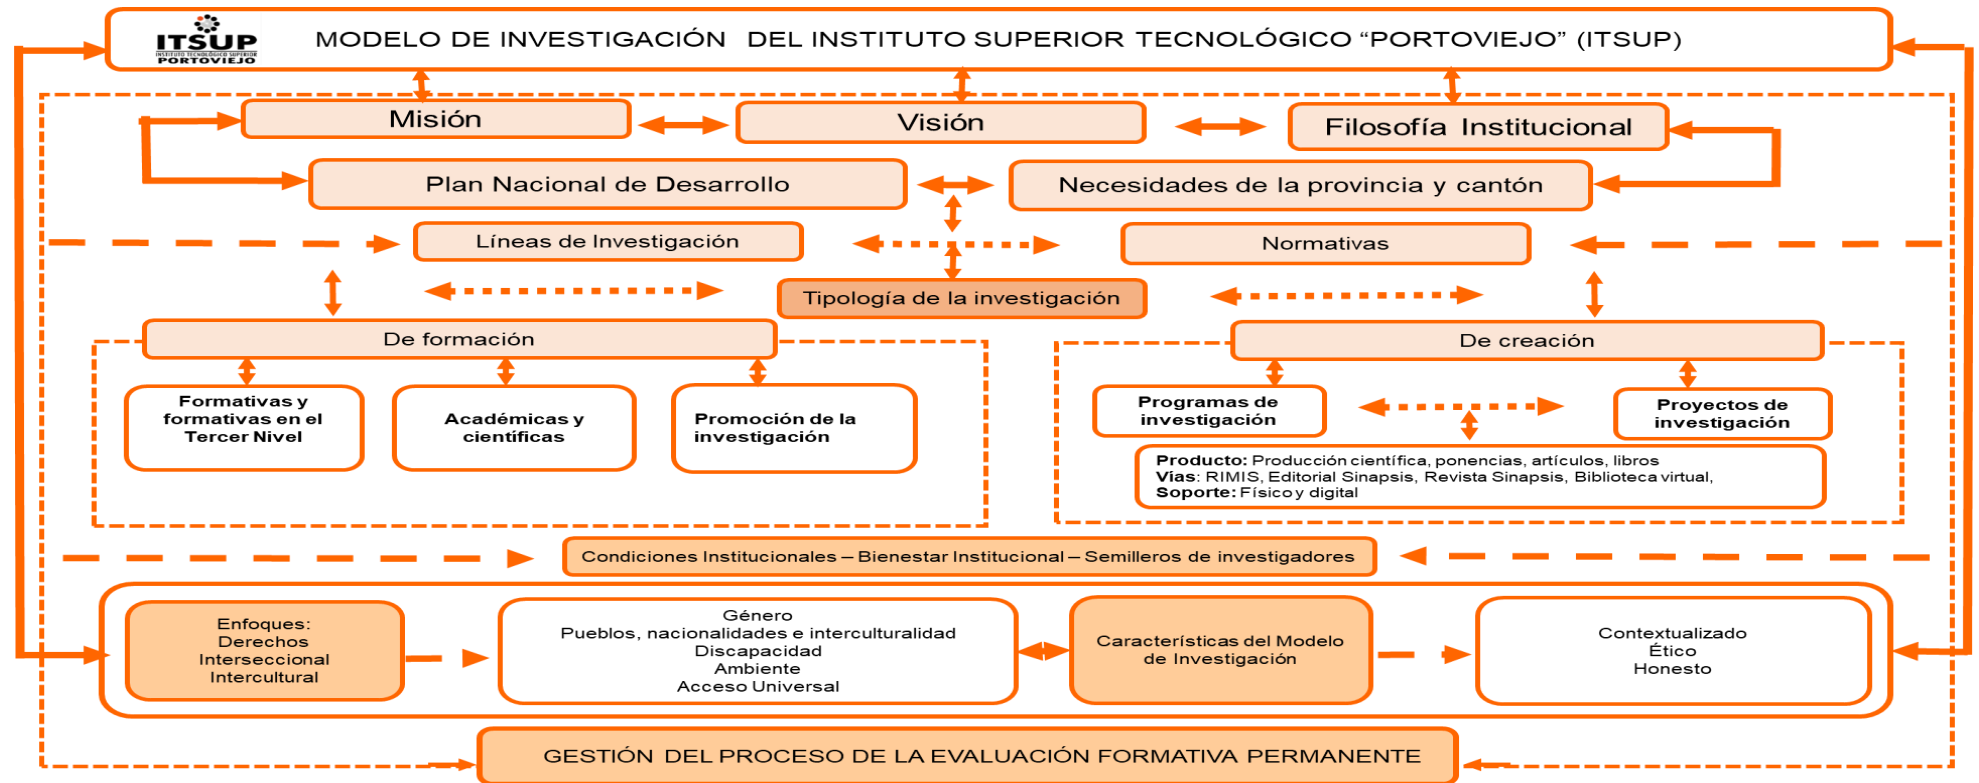 ITSUP
INSTITUTO TECNOLÓGICO SUPERIOR
PORTOVIEJO
MODELO DE INVESTIGACIÓN DEL INSTITUTO SUPERIOR TECNOLÓGICO “PORTOVIEJO” (ITSUP)
Misión
Visión
Filosofía Institucional
Plan Nacional de Desarrollo
Necesidades de la provincia y cantón
Líneas de Investigación
Normativas
Tipología de la investigación
De formación
De creación
Formativas y
formativas en el
Tercer Nivel
Académicas y
científicas
Promoción de la
investigación
Programas de
investigación
Proyectos de
investigación
Producto: Producción científica, ponencias, artículos, libros
Vías: RIMIS, Editorial Sinapsis, Revista Sinapsis, Biblioteca virtual,
Soporte: Físico y digital
Condiciones Institucionales – Bienestar Institucional – Semilleros de investigadores
Enfoques:
Derechos
Interseccional
Intercultural
Género
Pueblos, nacionalidades e interculturalidad
Discapacidad
Ambiente
Acceso Universal
Características del Modelo
de Investigación
Contextualizado
Ético
Honesto
GESTIÓN DEL PROCESO DE LA EVALUACIÓN FORMATIVA PERMANENTE